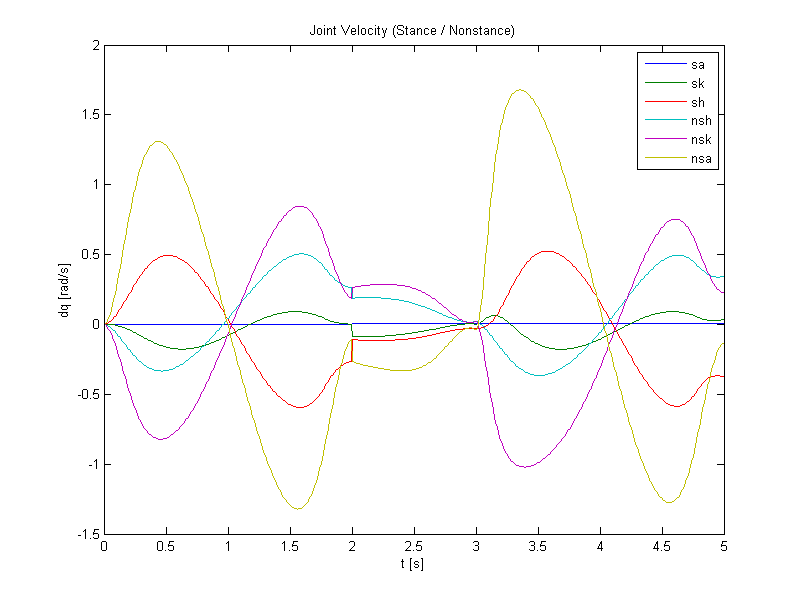 Joint Velocity (Stance / Nonstance)
2
1.5
1
0.5
0
-0.5
-1
-1.5
dq [rad/s]
sa
sk
sh
nsh
nsk
nsa
0 0.5 1 1.5 2 2.5 3 3.5 4 4.5 5
t [s]